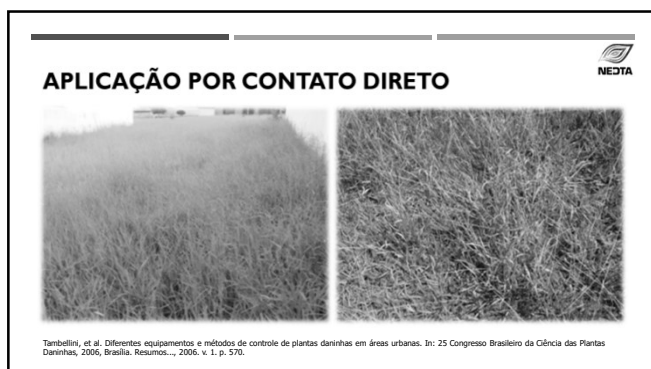 NEDTA
APLICAÇÃO POR CONTATO DIRETO
Tambellini, et al. Diferentes equipamentos e métodos de controle de plantas daninhas em áreas urbanas. In: 25 Congresso Brasileiro da Ciência das Plantas
Daninhas, 2006, Brasília. Resumos..., 2006. v. 1. p. 570.